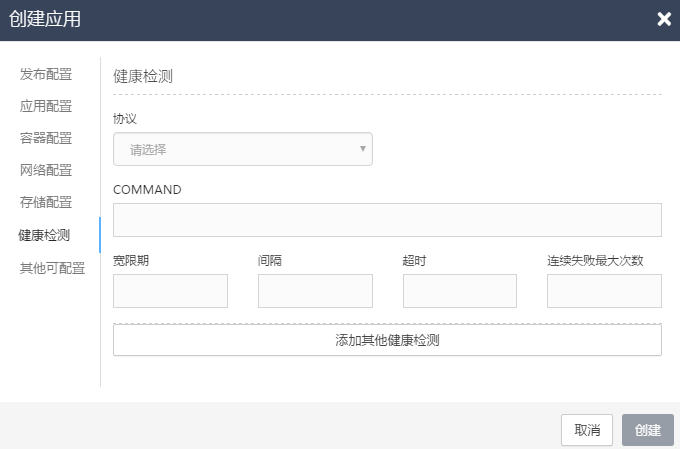 创建应用
发布配置
应用配置
容器配置
网络配置
存储配置
健康检测
其他可配置
健康检测
协议
请选择
COMMAND
宽限期 间隔 超时 连续失败最大次数
添加其他健康检测
取消 创建